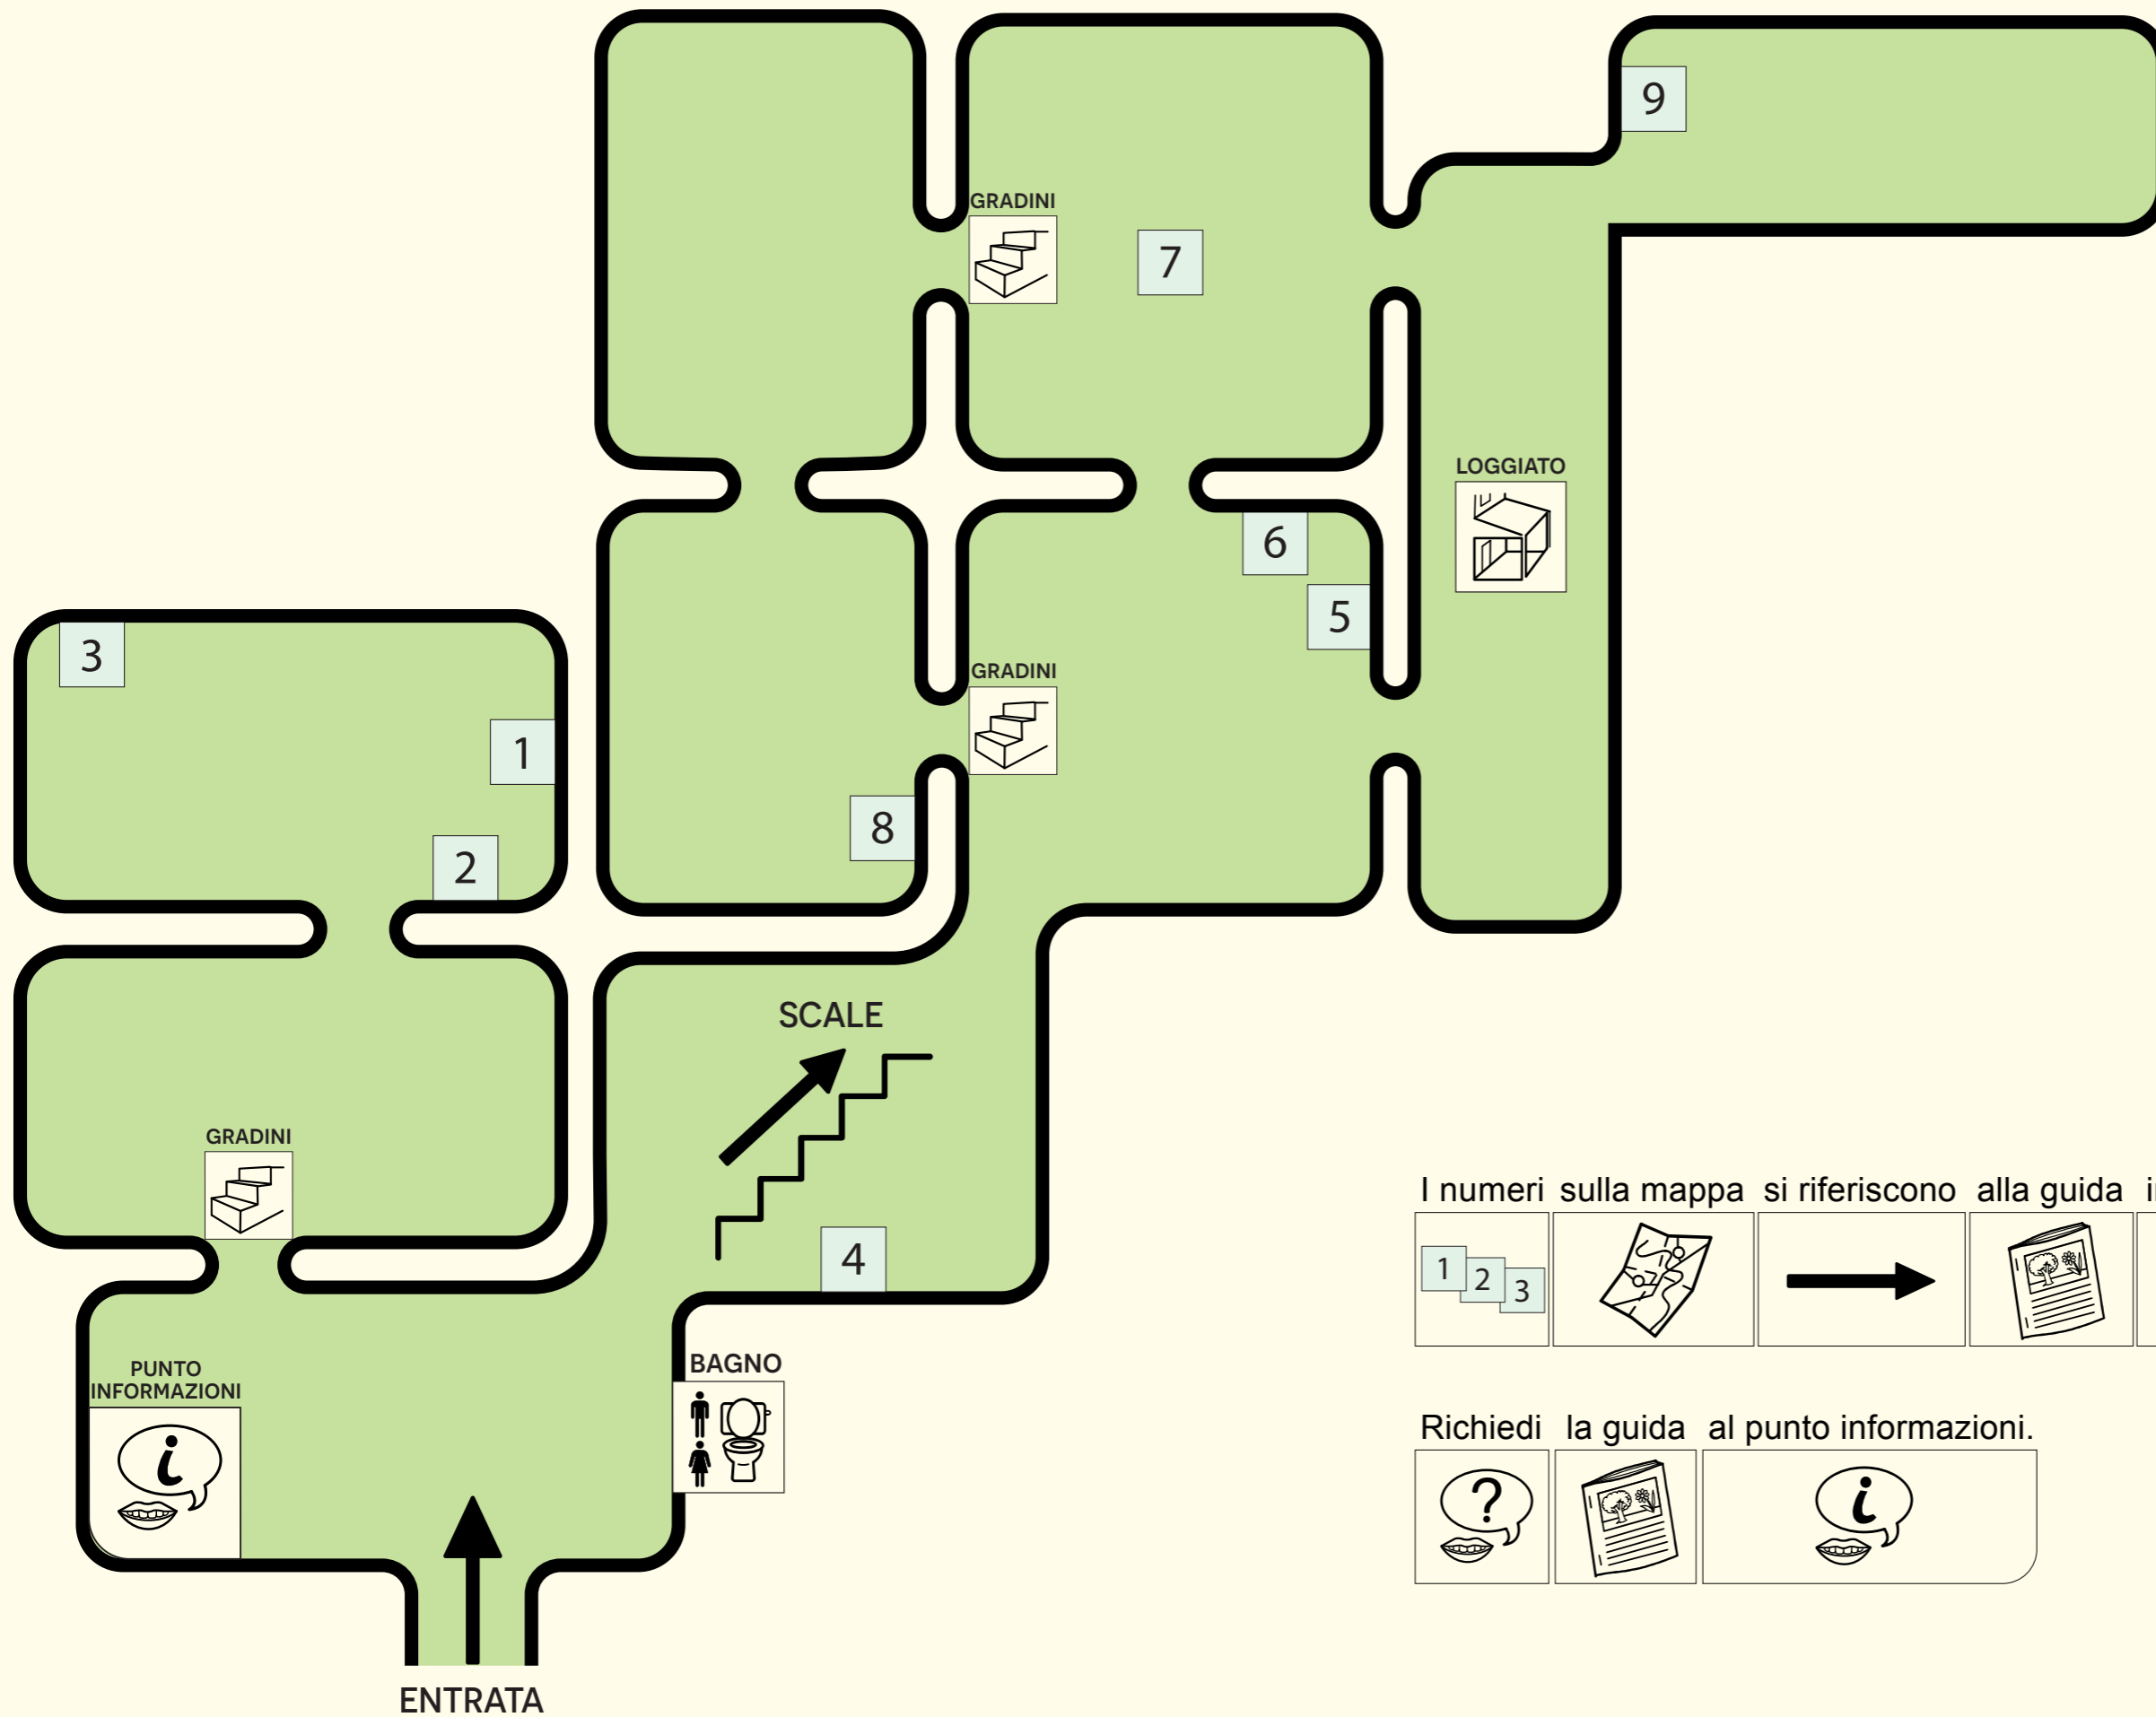 9
GRADINI
7
LOGGIATO
6
5
3
GRADINI
1
8
2
SCALE
GRADINI
4
PUNTO
INFORMAZIONI
BAGNO
ENTRATA
I numeri sulla mappa si riferiscono alla guida
1 2 3
Richiedi la guida al punto informazioni.
?
i
i